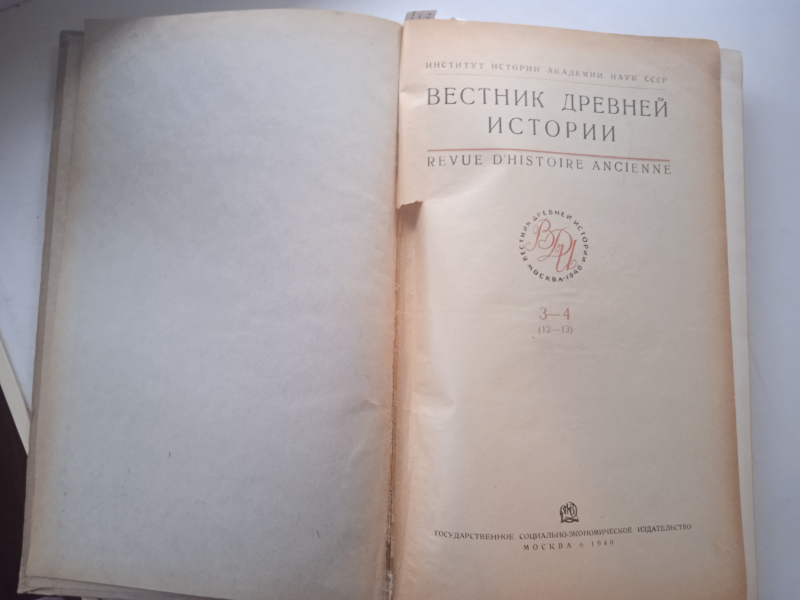 ИНСТИТУТ ИСТОРИИ АКАДЕМИИ НАУК СССР
ВЕСТНИК ДРЕВНЕЙ
ИСТОРИИ
REVUE D'HISTOIRE ANCIENNE
ВЕСТНИК ДРЕВНЕЙ ИСТОРИИ
ВДИ
МОСКВА-1940
3—4
(12—13)
ГОСУДАРСТВЕННОЕ СОЦИАЛЬНО-ЭКОНОМИЧЕСКОЕ ИЗДАТЕЛЬСТВО
МОСКВА * 1940